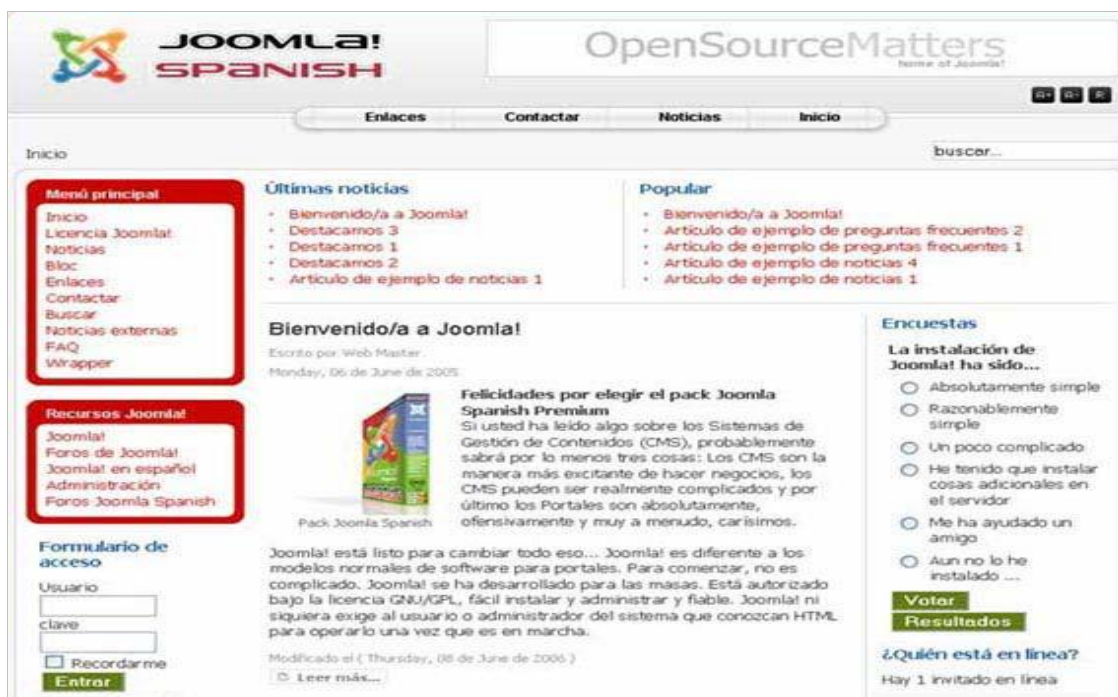 JOOMLa!
SPaNISH
OpenSourceMatters
home of Joomla!
A+ A- R
Enlaces Contactar Noticias Inicio
Inicio
buscar...
Menú principal
Inicio
Licencia Joomla!
Noticias
Bloc
Enlaces
Contactar
Buscar
Noticias externas
FAQ
Wrapper
Recursos Joomla!
Joomla!
Foros de Joomla!
Joomla! en español
Administración
Foros Joomla Spanish
Formulario de
acceso
Usuario
clave
Recordarme
Entrar
Últimas noticias
Bienvenido/a a Joomla!
Destacamos 3
Destacamos 1
Destacamos 2
Artículo de ejemplo de noticias 1
Popular
Bienvenido/a a Joomla!
Artículo de ejemplo de preguntas frecuentes 2
Artículo de ejemplo de preguntas frecuentes 1
Artículo de ejemplo de noticias 4
Artículo de ejemplo de noticias 1
Bienvenido/a a Joomla!
Escrito por Web Master
Monday, 06 de June de 2005
Felicidades por elegir el pack Joomla
Spanish Premium
Si usted ha leído algo sobre los Sistemas de
Gestión de Contenidos (CMS), probablemente
sabrá por lo menos tres cosas: Los CMS son la
manera más excitante de hacer negocios, los
CMS pueden ser realmente complicados y por
último los Portales son absolutamente,
ofensivamente y muy a menudo, carísimos.
Pack Joomla Spanish
Joomla! está listo para cambiar todo eso... Joomla! es diferente a los
modelos normales de software para portales. Para comenzar, no es
complicado. Joomla! se ha desarrollado para las masas. Está autorizado
bajo la licencia GNU/GPL, fácil instalar y administrar y fiable. Joomla! ni
siquiera exige al usuario o administrador del sistema que conozcan HTML
para operarlo una vez que es en marcha.
Modificado el ( Thursday, 08 de June de 2006 )
Leer más...
Encuestas
La instalación de
Joomla! ha sido...
Absolutamente simple
Razonablemente
simple
Un poco complicado
He tenido que instalar
cosas adicionales en
el servidor
Me ha ayudado un
amigo
Aun no lo he
instalado ...
Votar
Resultados
¿Quién está en línea?
Hay 1 invitado en línea